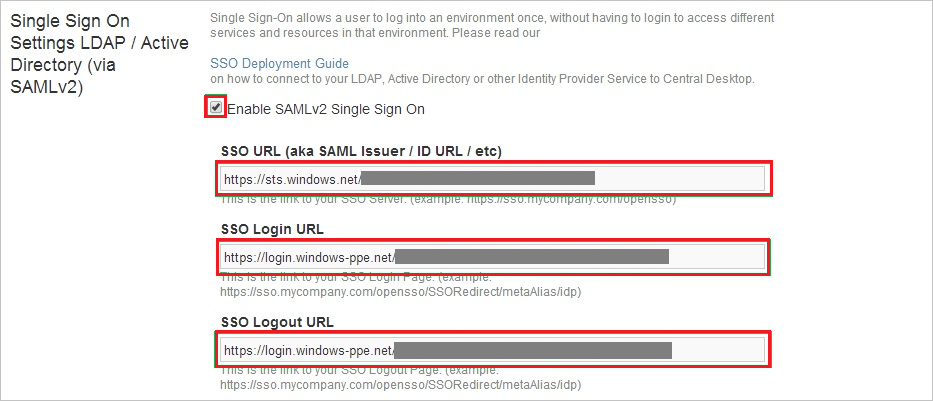 Single Sign On
Settings LDAP / Active
Directory (via
SAMLv2)
Single Sign-On allows a user to log into an environment once, without having to login to access different
services and resources in that environment. Please read our
SSO Deployment Guide
on how to connect to your LDAP, Active Directory or other Identity Provider Service to Central Desktop.
Enable SAMLv2 Single Sign On
SSO URL (aka SAML Issuer / ID URL / etc)
https://sts.windows.net/
This is the link to your SSO Server. (example: https://sso.mycompany.com/opensso)
SSO Login URL
https://login.windows-ppe.net/
This is the link to your SSO Login Page. (example:
https://sso.mycompany.com/opensso/SSORedirect/metaAlias/idp)
SSO Logout URL
https://login.windows-ppe.net/
This is the link to your SSO Logout Page. (example:
https://sso.mycompany.com/opensso/SSORedirect/metaAlias/idp)